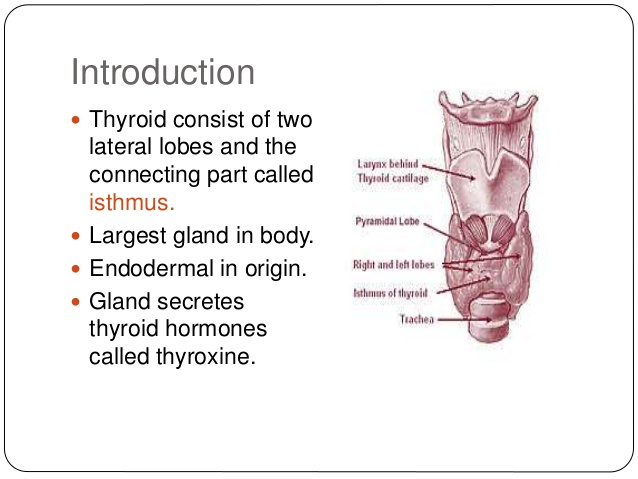 Introduction
• Thyroid consist of two
lateral lobes and the
connecting part called
isthmus.
• Largest gland in body.
• Endodermal in origin.
• Gland secretes
thyroid hormones
called thyroxine.
Larynx behind
Thyroid cartilage
Pyramidal Lobe
Right and left lobes
Isthmus of thyroid
Trachea